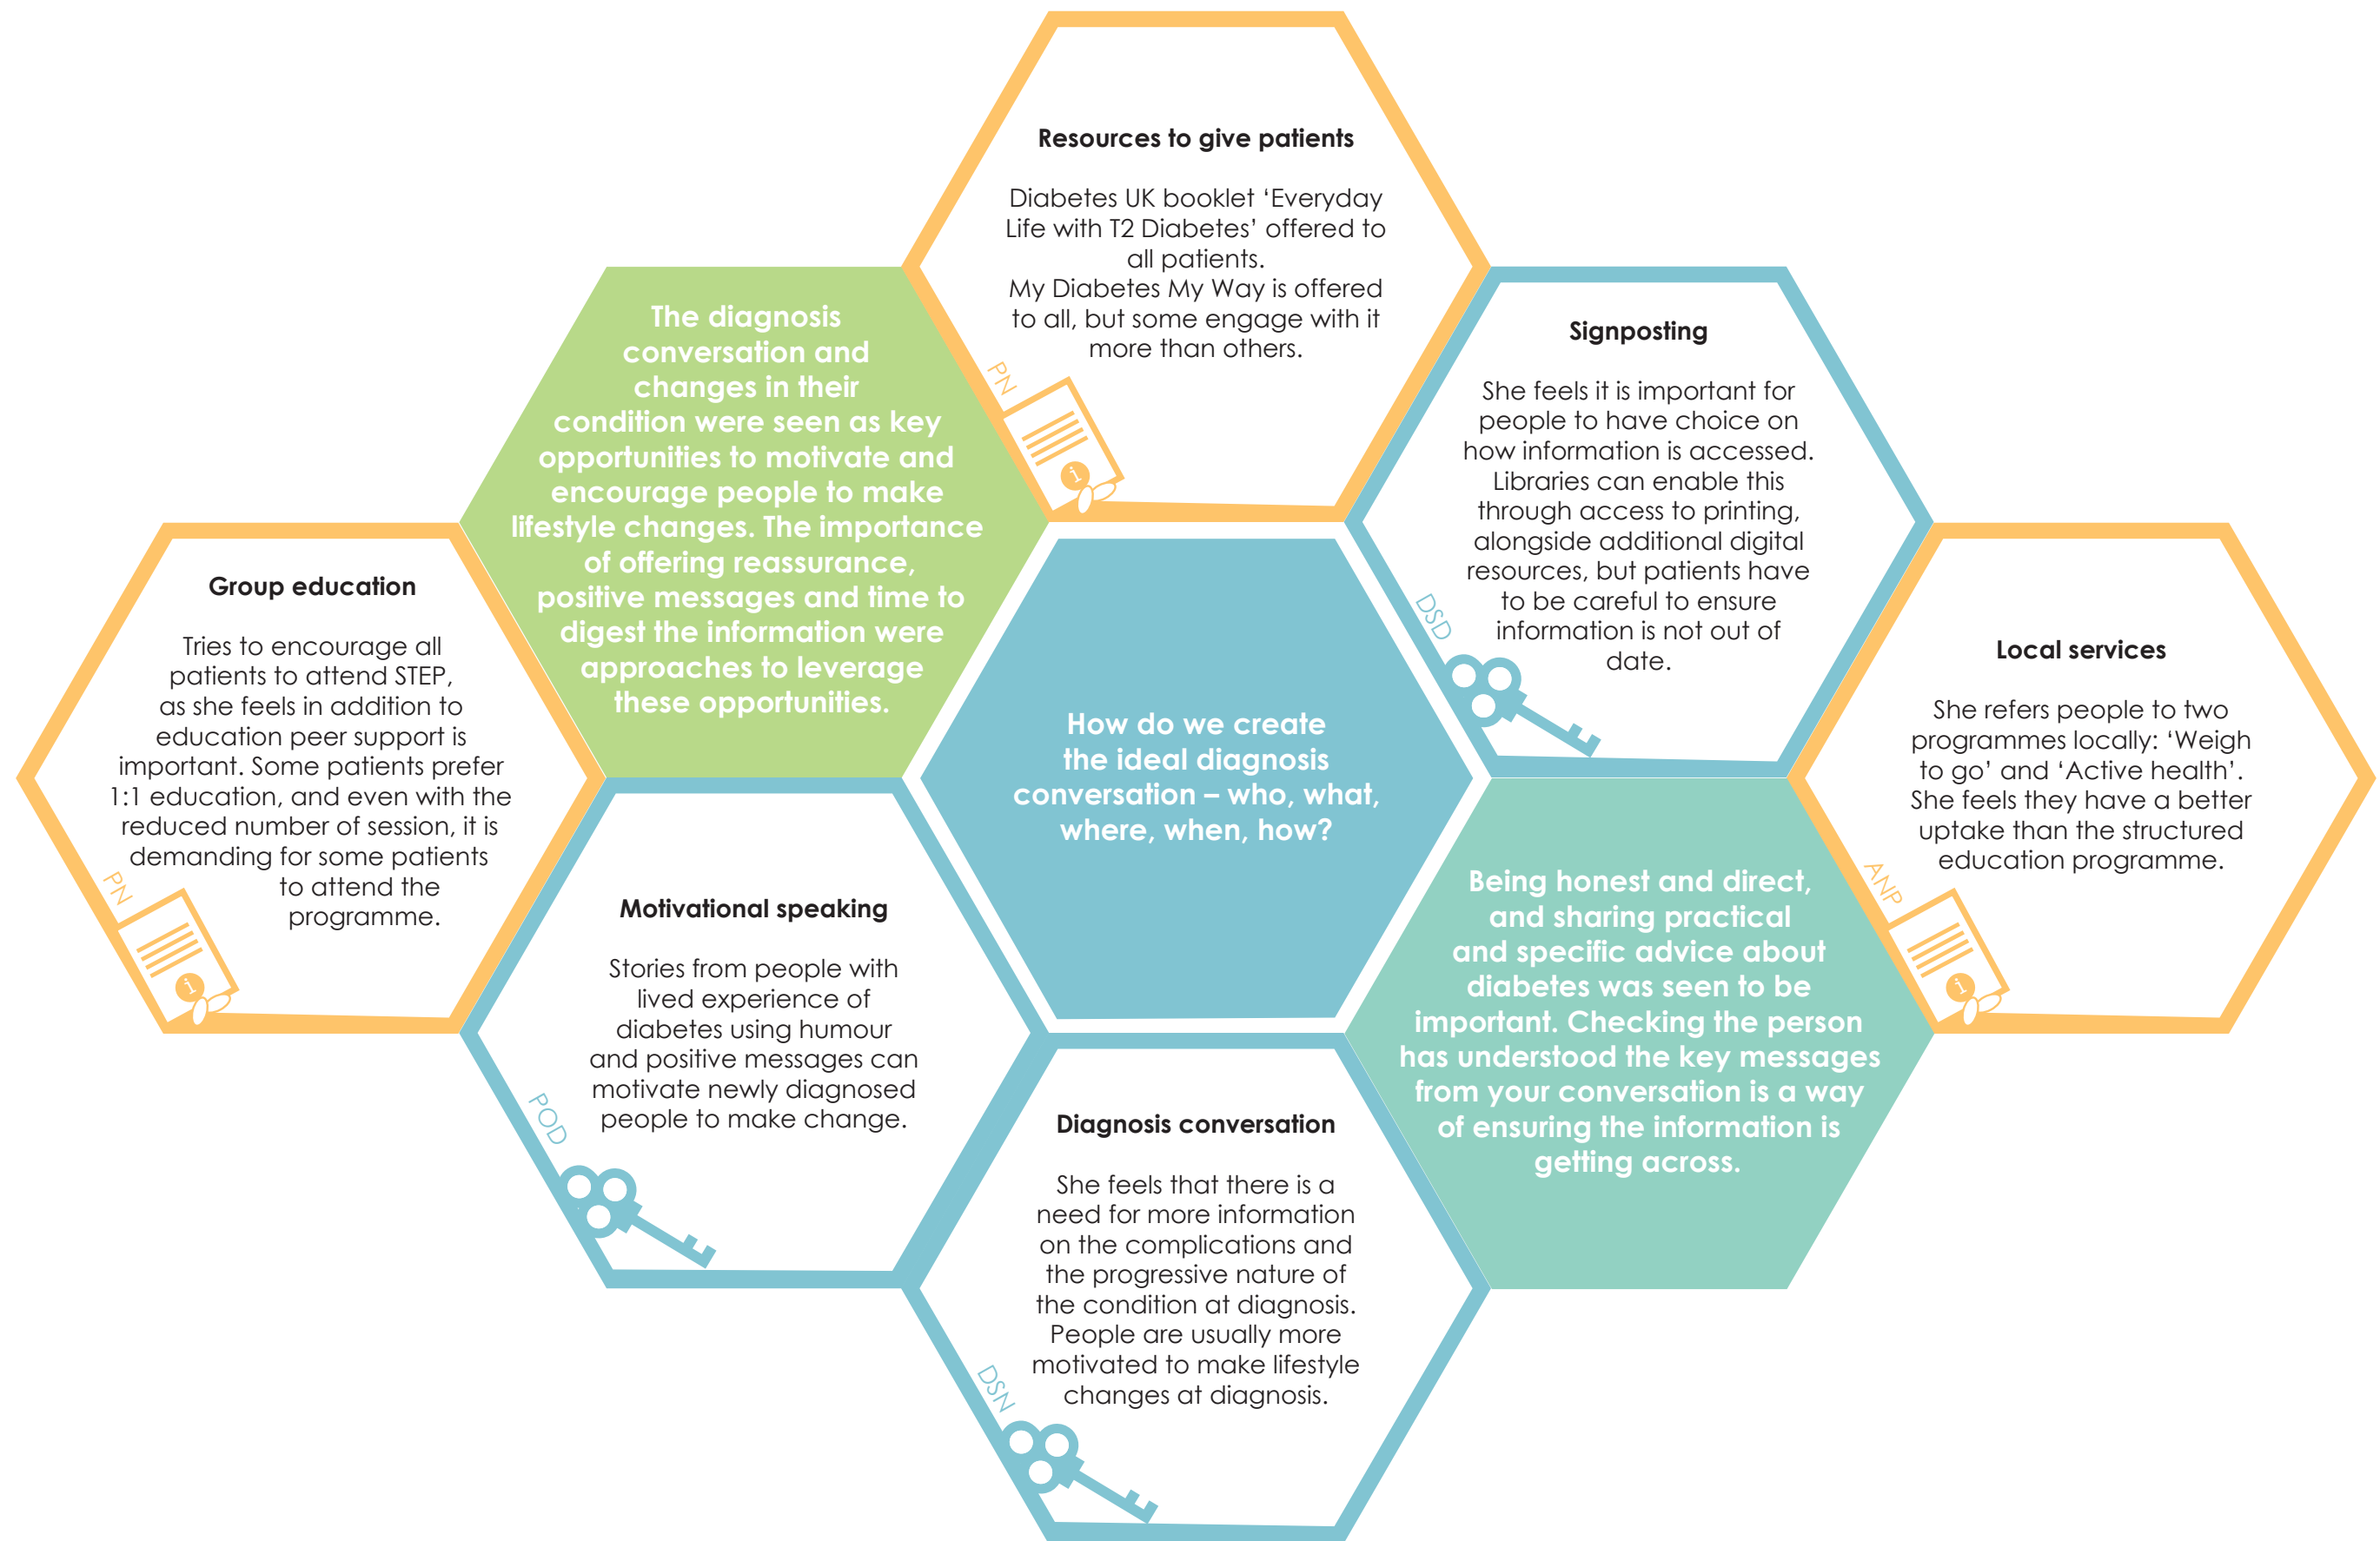 Resources to give patients
Diabetes UK booklet ‘Everyday
Life with T2 Diabetes’ offered to
all patients.
My Diabetes My Way is offered
to all, but some engage with it
more than others.
PN
i
The diagnosis
conversation and
changes in their
condition were seen as key
opportunities to motivate and
encourage people to make
lifestyle changes. The importance
of offering reassurance,
positive messages and time to
digest the information were
approaches to leverage
these opportunities.
Signposting
She feels it is important for
people to have choice on
how information is accessed.
Libraries can enable this
through access to printing,
alongside additional digital
resources, but patients have
to be careful to ensure
information is not out of
date.
DSD
Group education
Tries to encourage all
patients to attend STEP,
as she feels in addition to
education peer support is
important. Some patients prefer
1:1 education, and even with the
reduced number of session, it is
demanding for some patients
to attend the
programme.
PN
i
How do we create
the ideal diagnosis
conversation – who, what,
where, when, how?
Local services
She refers people to two
programmes locally: ‘Weigh
to go’ and ‘Active health’.
She feels they have a better
uptake than the structured
education programme.
ANP
i
Motivational speaking
Stories from people with
lived experience of
diabetes using humour
and positive messages can
motivate newly diagnosed
people to make change.
POD
Being honest and direct,
and sharing practical
and specific advice about
diabetes was seen to be
important. Checking the person
has understood the key messages
from your conversation is a way
of ensuring the information is
getting across.
Diagnosis conversation
She feels that there is a
need for more information
on the complications and
the progressive nature of
the condition at diagnosis.
People are usually more
motivated to make lifestyle
changes at diagnosis.
DSN